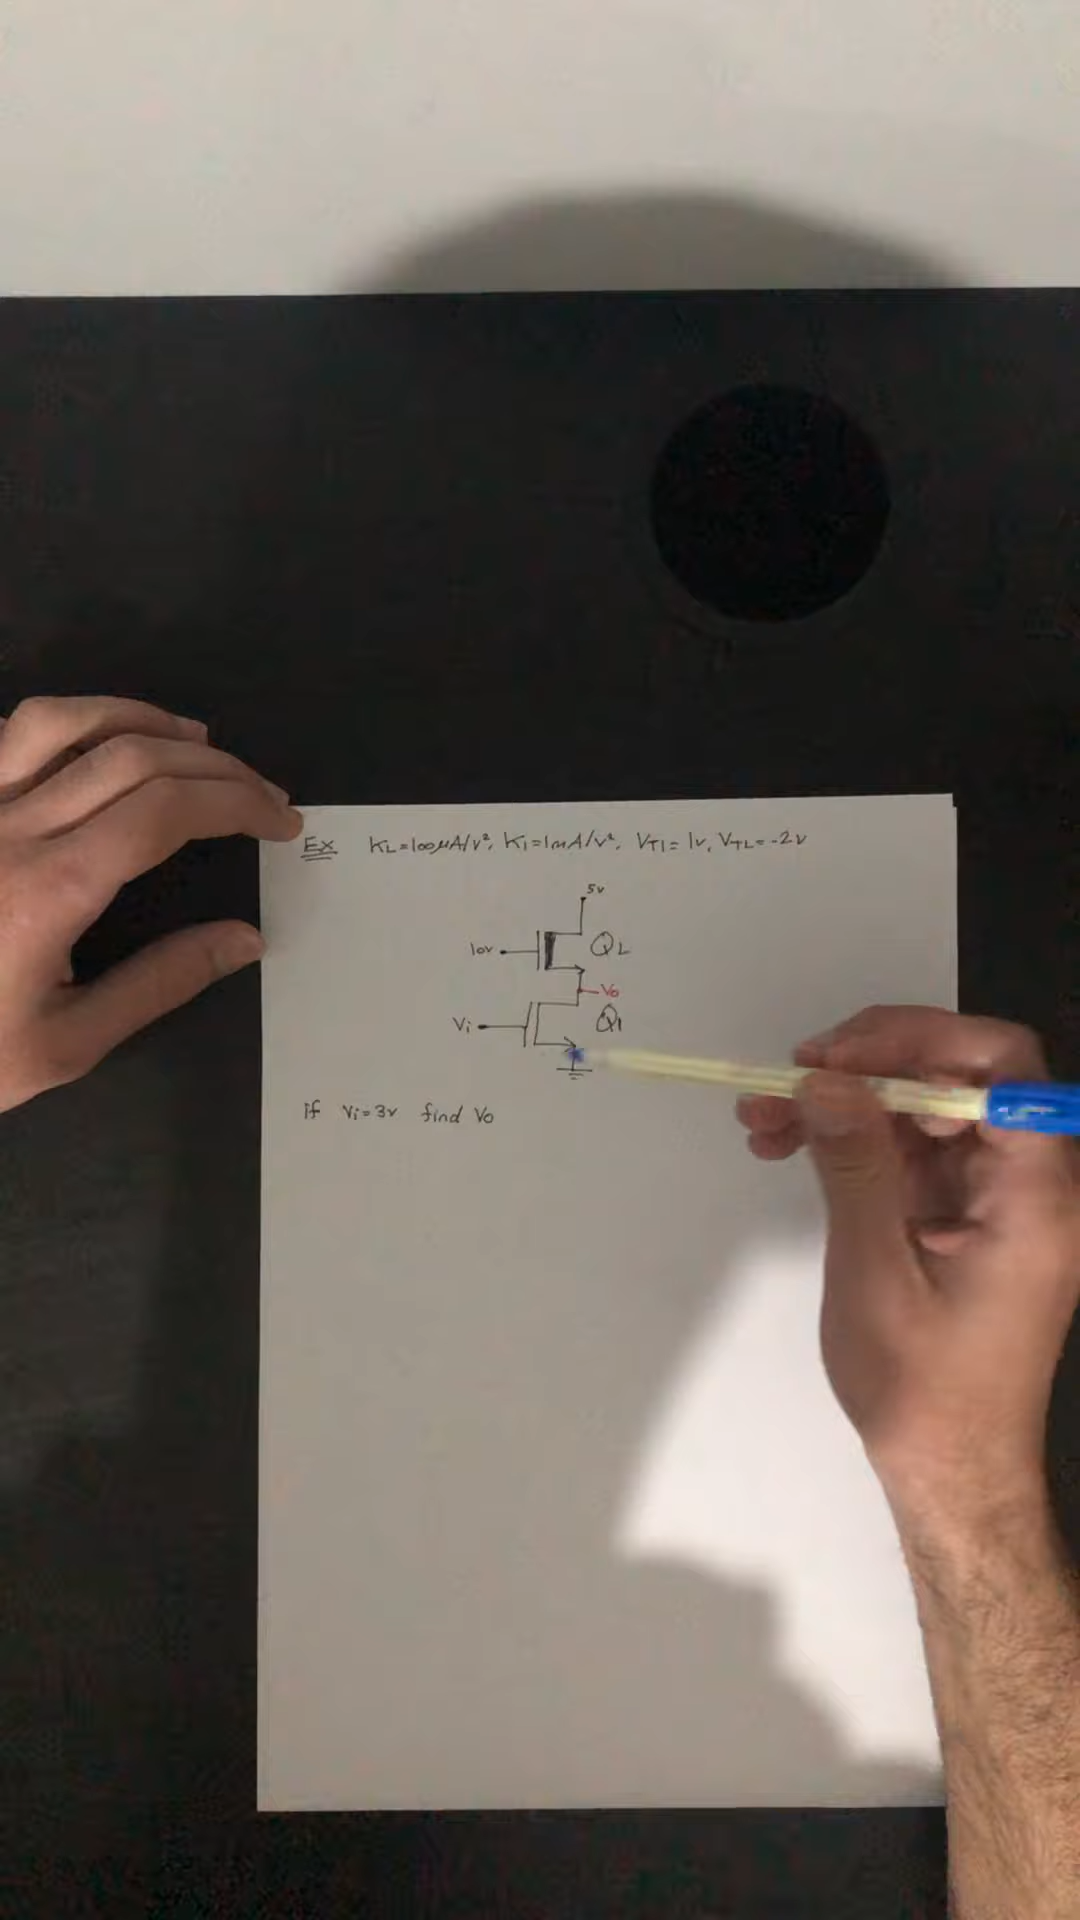 Ex KL=100μA/v², K1=1mA/v², VT1=1v, VTL=-2v
5v
10v QL
Vo
Vi Q1
if Vi=3v find Vo